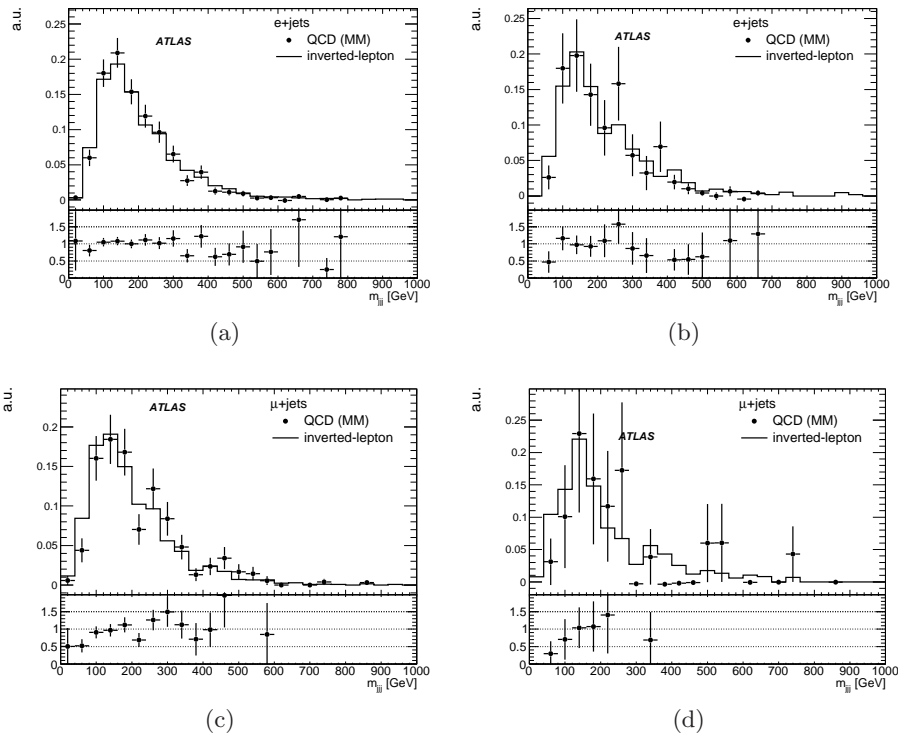 a.u.
e+jets
ATLAS
QCD (MM)
inverted-lepton
0.25
0.2
0.15
0.1
0.05
0
1.5
1
0.5
0
0 100 200 300 400 500 600 700 800 900 1000
m_jjj [GeV]
(a)
a.u.
e+jets
ATLAS
QCD (MM)
inverted-lepton
0.25
0.2
0.15
0.1
0.05
0
1.5
1
0.5
0
0 100 200 300 400 500 600 700 800 900 1000
m_jjj [GeV]
(b)
a.u.
μ+jets
ATLAS
QCD (MM)
inverted-lepton
0.2
0.15
0.1
0.05
0
1.5
1
0.5
0
0 100 200 300 400 500 600 700 800 900 1000
m_jjj [GeV]
(c)
a.u.
μ+jets
ATLAS
QCD (MM)
inverted-lepton
0.25
0.2
0.15
0.1
0.05
0
1.5
1
0.5
0
0 100 200 300 400 500 600 700 800 900 1000
m_jjj [GeV]
(d)